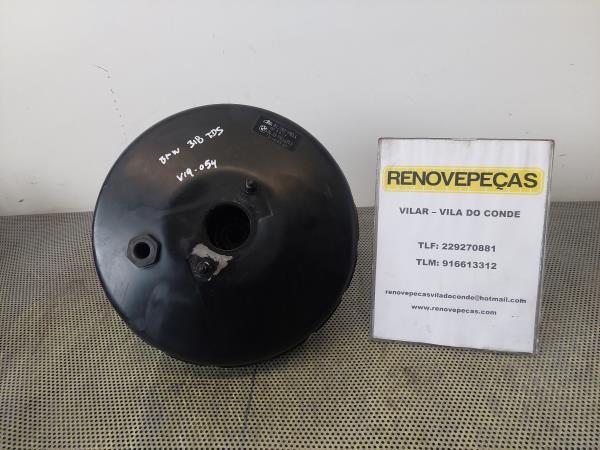 BMW 318 TDS
V19-054
RENOVEPEÇAS
VILAR – VILA DO CONDE
TLF: 229270881
TLM: 916613312
renovepecasviladoconde@hotmail.com
www.renovepecas.com